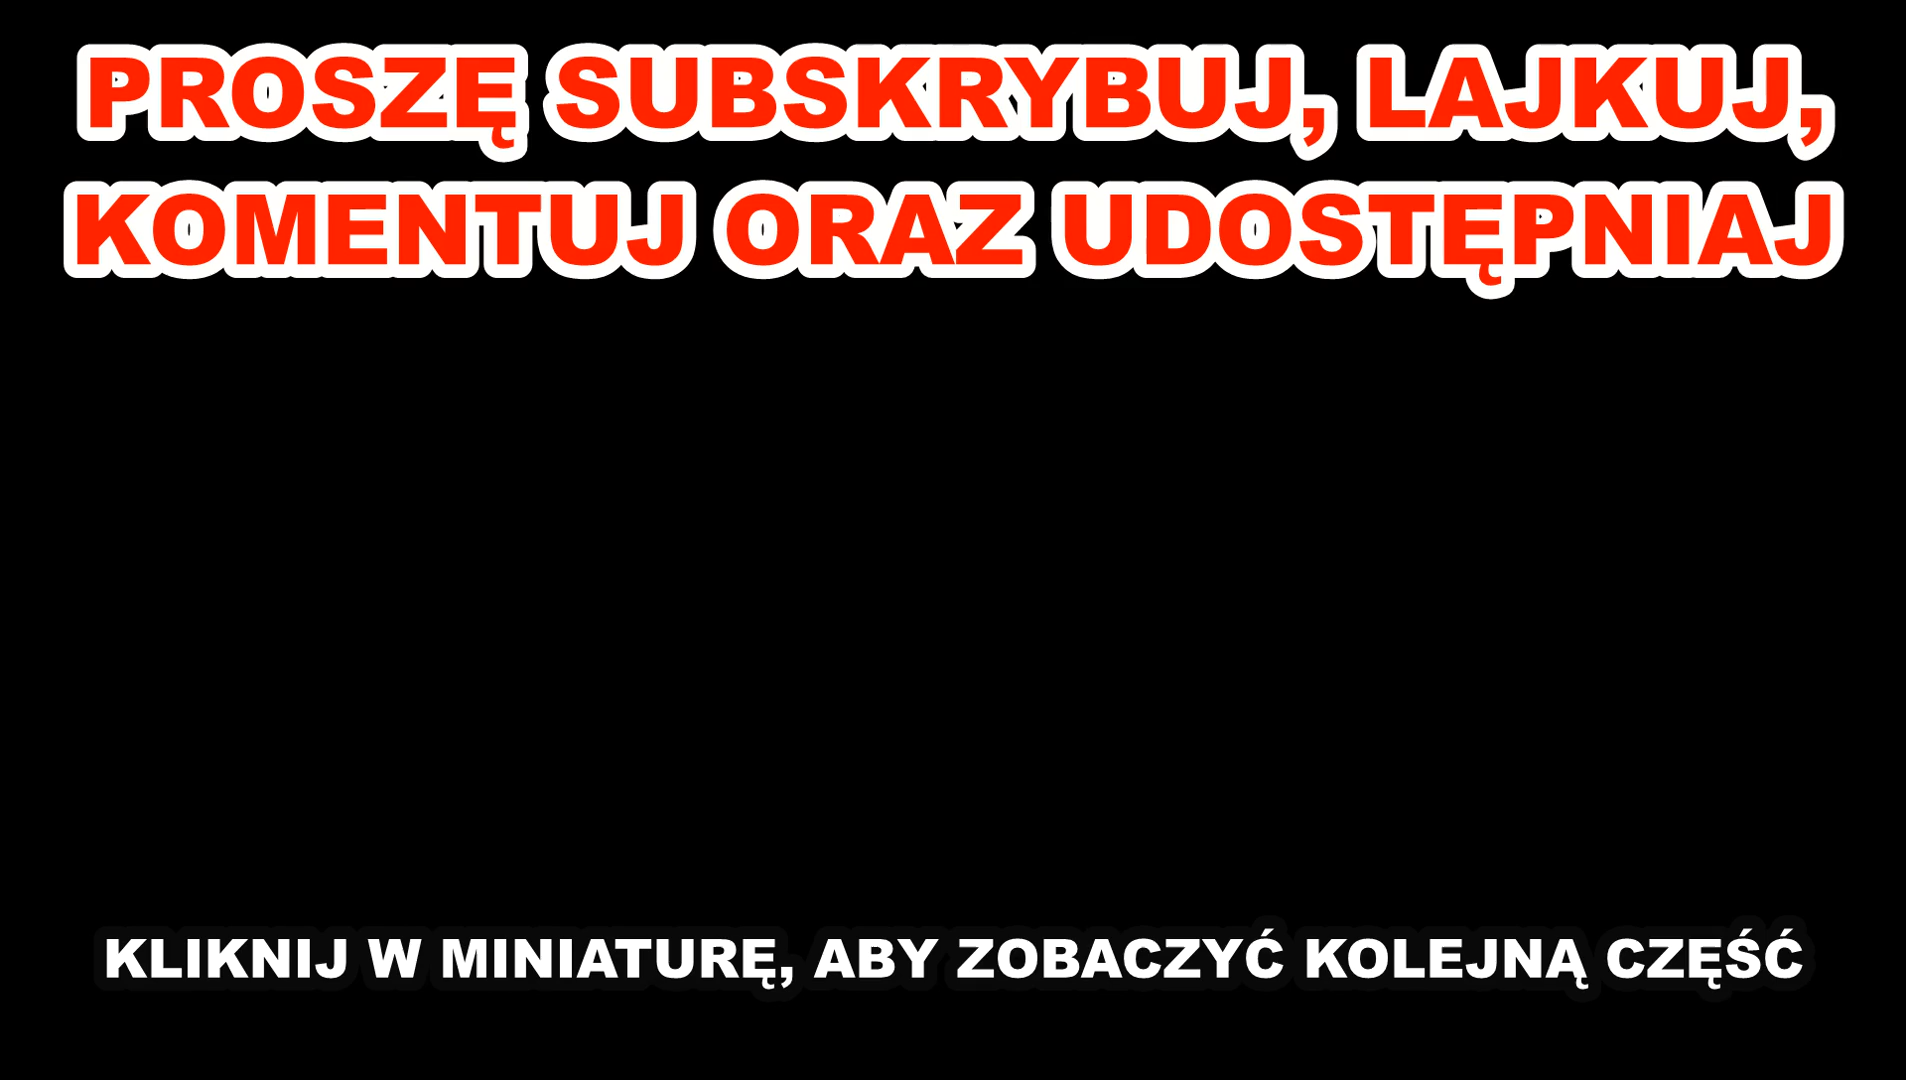 PROSZĘ SUBSKRYBUJ, LAJKUJ,
KOMENTUJ ORAZ UDOSTĘPNIAJ
KLIKNIJ W MINIATURĘ, ABY ZOBACZYĆ KOLEJNĄ CZĘŚĆ